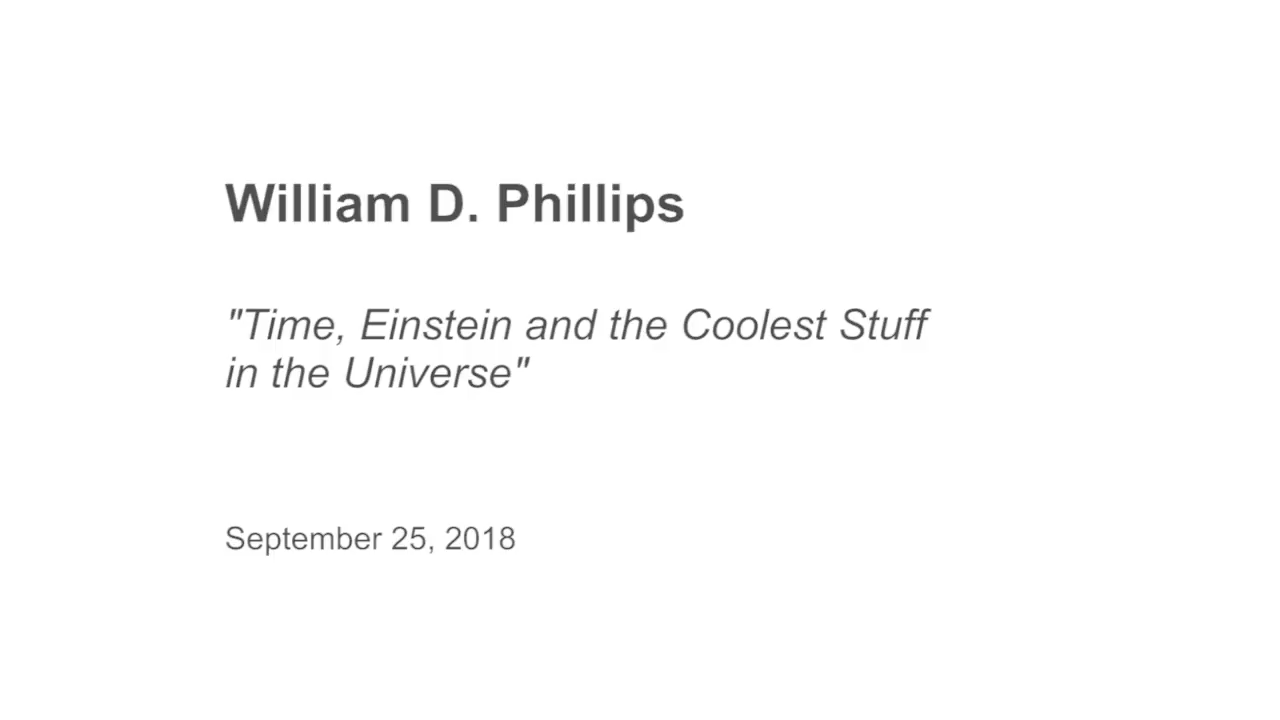 William D. Phillips
"Time, Einstein and the Coolest Stuff
in the Universe"
September 25, 2018